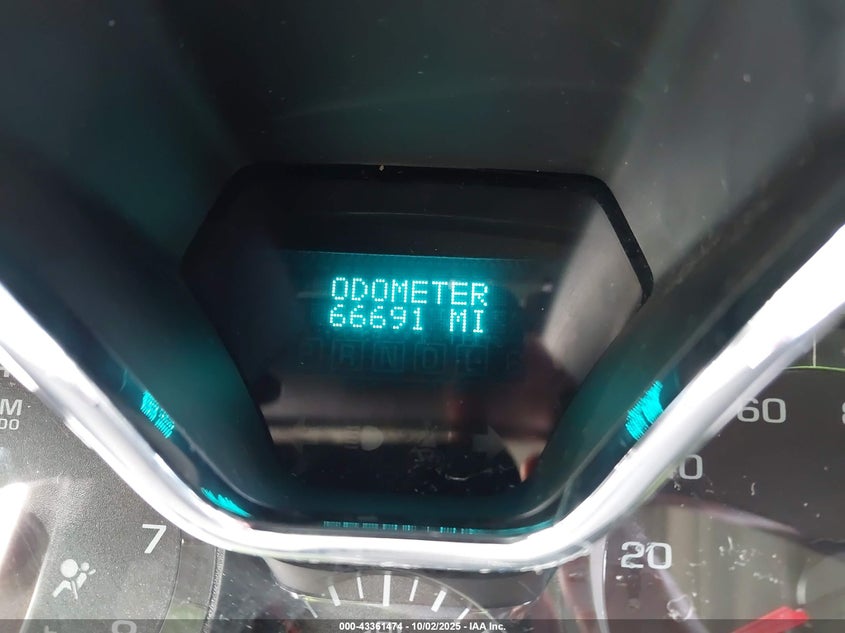 ODOMETER
66691 MI
60
20
7
000-43361474 - 10/02/2025 - IAA Inc.